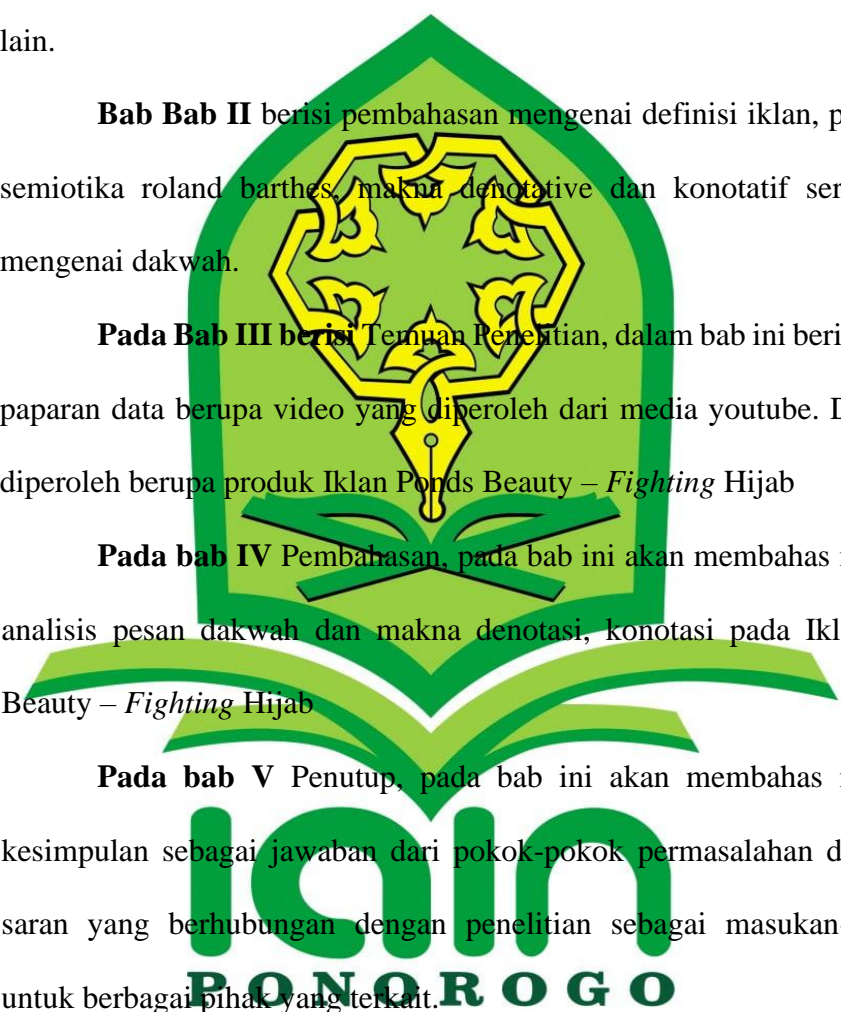 lain.
Bab Bab II berisi pembahasan mengenai definisi iklan, p
semiotika roland barthes, makna denotative dan konotatif ser
mengenai dakwah.
Pada Bab III berisi Temuan Penelitian, dalam bab ini beri
paparan data berupa video yang diperoleh dari media youtube. D
diperoleh berupa produk Iklan Ponds Beauty – Fighting Hijab
Pada bab IV Pembahasan, pada bab ini akan membahas
analisis pesan dakwah dan makna denotasi, konotasi pada Ikl
Beauty – Fighting Hijab
Pada bab V Penutup, pada bab ini akan membahas
kesimpulan sebagai jawaban dari pokok-pokok permasalahan d
saran yang berhubungan dengan penelitian sebagai masukan-
untuk berbagai pihak yang terkait.
iain
PONOROGO